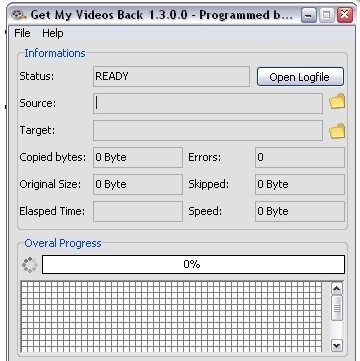 Get My Videos Back 1.3.0.0 - Programmed b...
File Help
Informations
Status: READY Open Logfile
Source:
Target:
Copied bytes: 0 Byte Errors: 0
Original Size: 0 Byte Skipped: 0 Byte
Elasped Time: Speed: 0 Byte
Overal Progress
0%